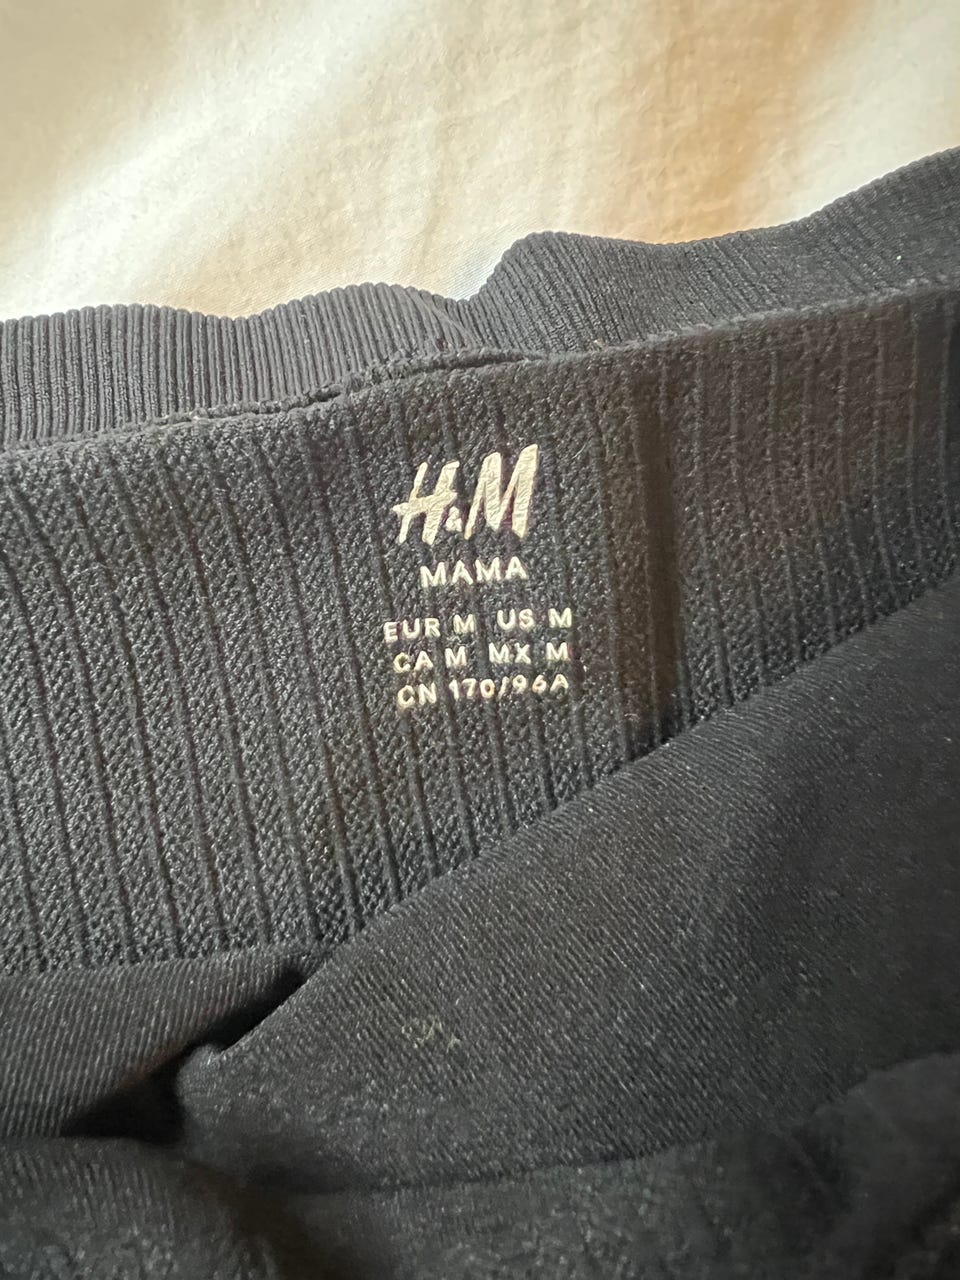 H&M
MAMA
EUR M US M
CA M MX M
CN 170/96A